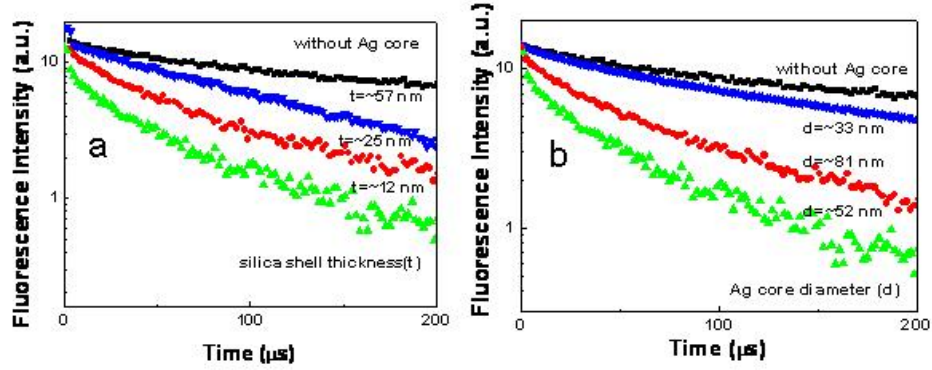 Fluorescence Intensity (a.u.)
10
1
without Ag core
t=~57 nm
t=~25 nm
t=~12 nm
a
silica shell thickness(t)
0
100
200
Time (μs)
Fluorescence Intensity (a.u.)
10
1
without Ag core
d=~33 nm
d=~81 nm
d=~52 nm
b
Ag core diameter (d)
0
100
200
Time (μs)